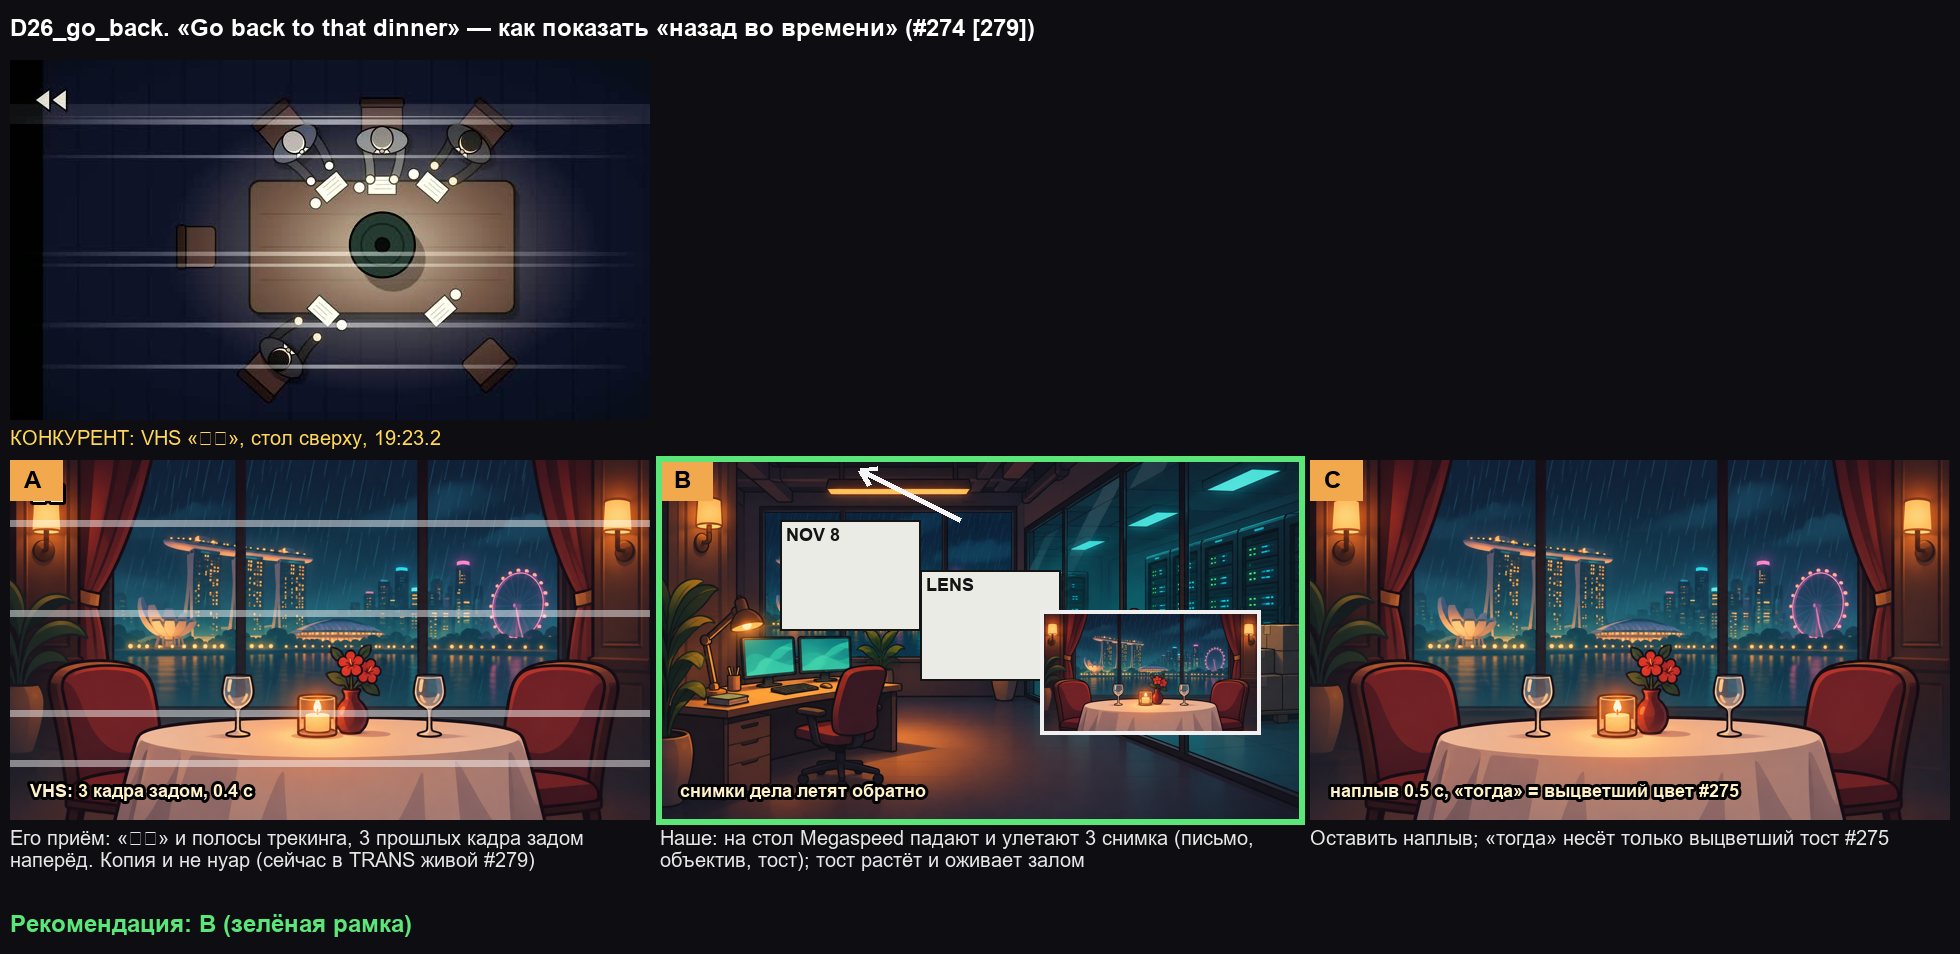 D26_go_back. «Go back to that dinner» — как показать «назад во времени» (#274 [279])
КОНКУРЕНТ: VHS «□□», стол сверху, 19:23.2
A
VHS: 3 кадра задом, 0.4 с
B
NOV 8
LENS
снимки дела летят обратно
C
наплыв 0.5 с, «тогда» = выцветший цвет #275
Его приём: «□□» и полосы трекинга, 3 прошлых кадра задом
наперёд. Копия и не нуар (сейчас в TRANS живой #279)
Наше: на стол Megaspeed падают и улетают 3 снимка (письмо,
объектив, тост); тост растёт и оживает залом
Оставить наплыв; «тогда» несёт только выцветший тост #275
Рекомендация: B (зелёная рамка)